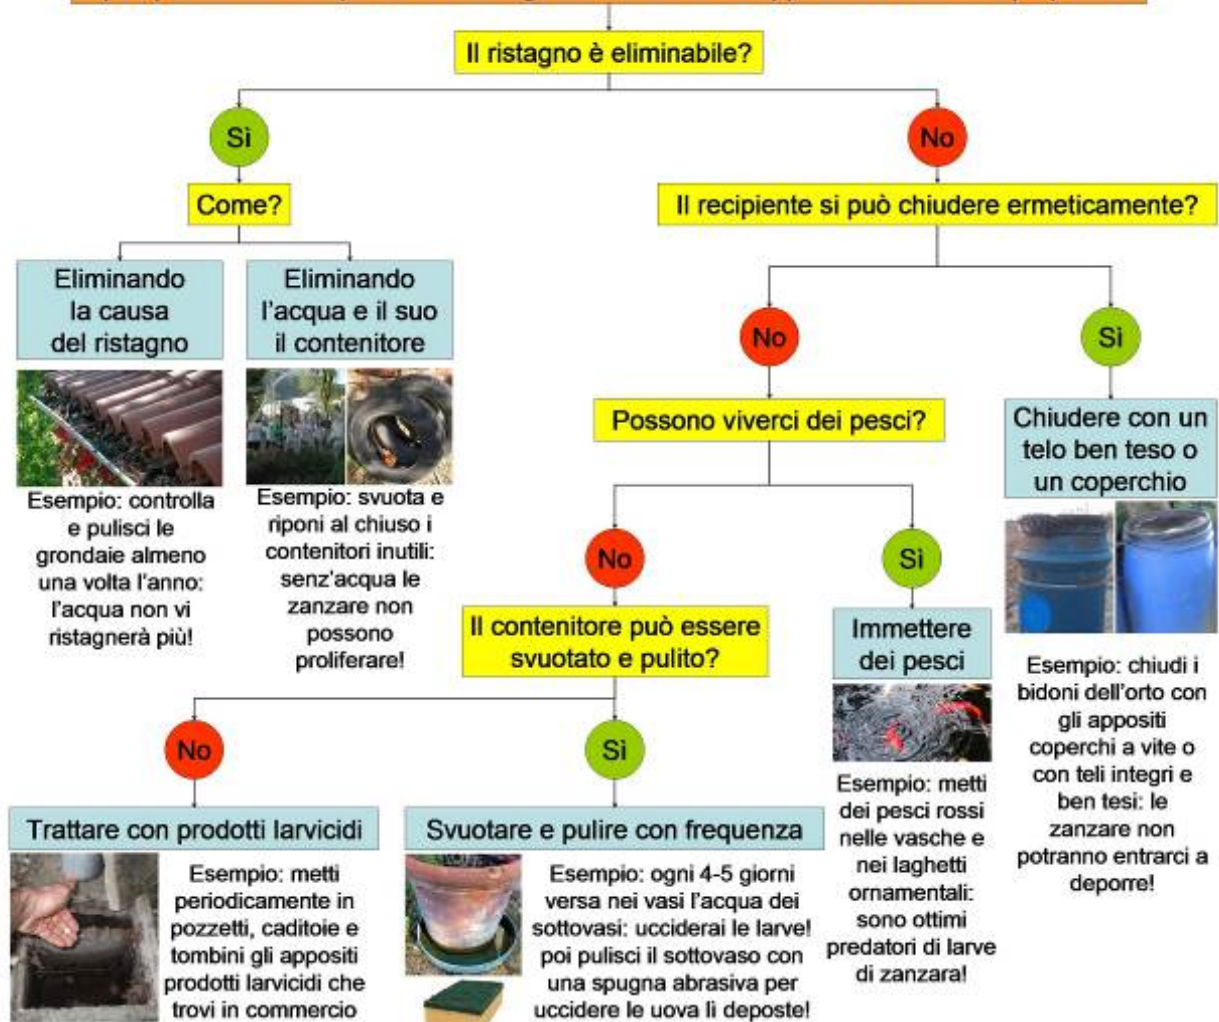 Il ristagno è eliminabile?
Sì
No
Come?
Il recipiente si può chiudere ermeticamente?
Eliminando
la causa
del ristagno
Eliminando
l'acqua e il suo
il contenitore
No
Sì
Esempio: controlla
e pulisci le
grondaie almeno
una volta l'anno:
l'acqua non vi
ristagnerà più!
Esempio: svuota e
riponi al chiuso i
contenitori inutili:
senz'acqua le
zanzare non
possono
proliferare!
Possono viverci dei pesci?
Chiudere con un
telo ben teso o
un coperchio
No
Sì
Il contenitore può essere
svuotato e pulito?
Immettere
dei pesci
Esempio: chiudi i
bidoni dell'orto con
gli appositi
coperchi a vite o
con teli integri e
ben tesi: le
zanzare non
potranno entrarci a
deporre!
No
Sì
Esempio: metti
dei pesci rossi
nelle vasche e
nei laghetti
ornamentali:
sono ottimi
predatori di larve
di zanzara!
Trattare con prodotti larvicidi
Esempio: metti
periodicamente in
pozzetti, caditoie e
tombini gli appositi
prodotti larvicidi che
trovi in commercio
Svuotare e pulire con frequenza
Esempio: ogni 4-5 giorni
versa nei vasi l'acqua dei
sottovasi: ucciderai le larve!
poi pulisci il sottovaso con
una spugna abrasiva per
uccidere le uova lì deposte!